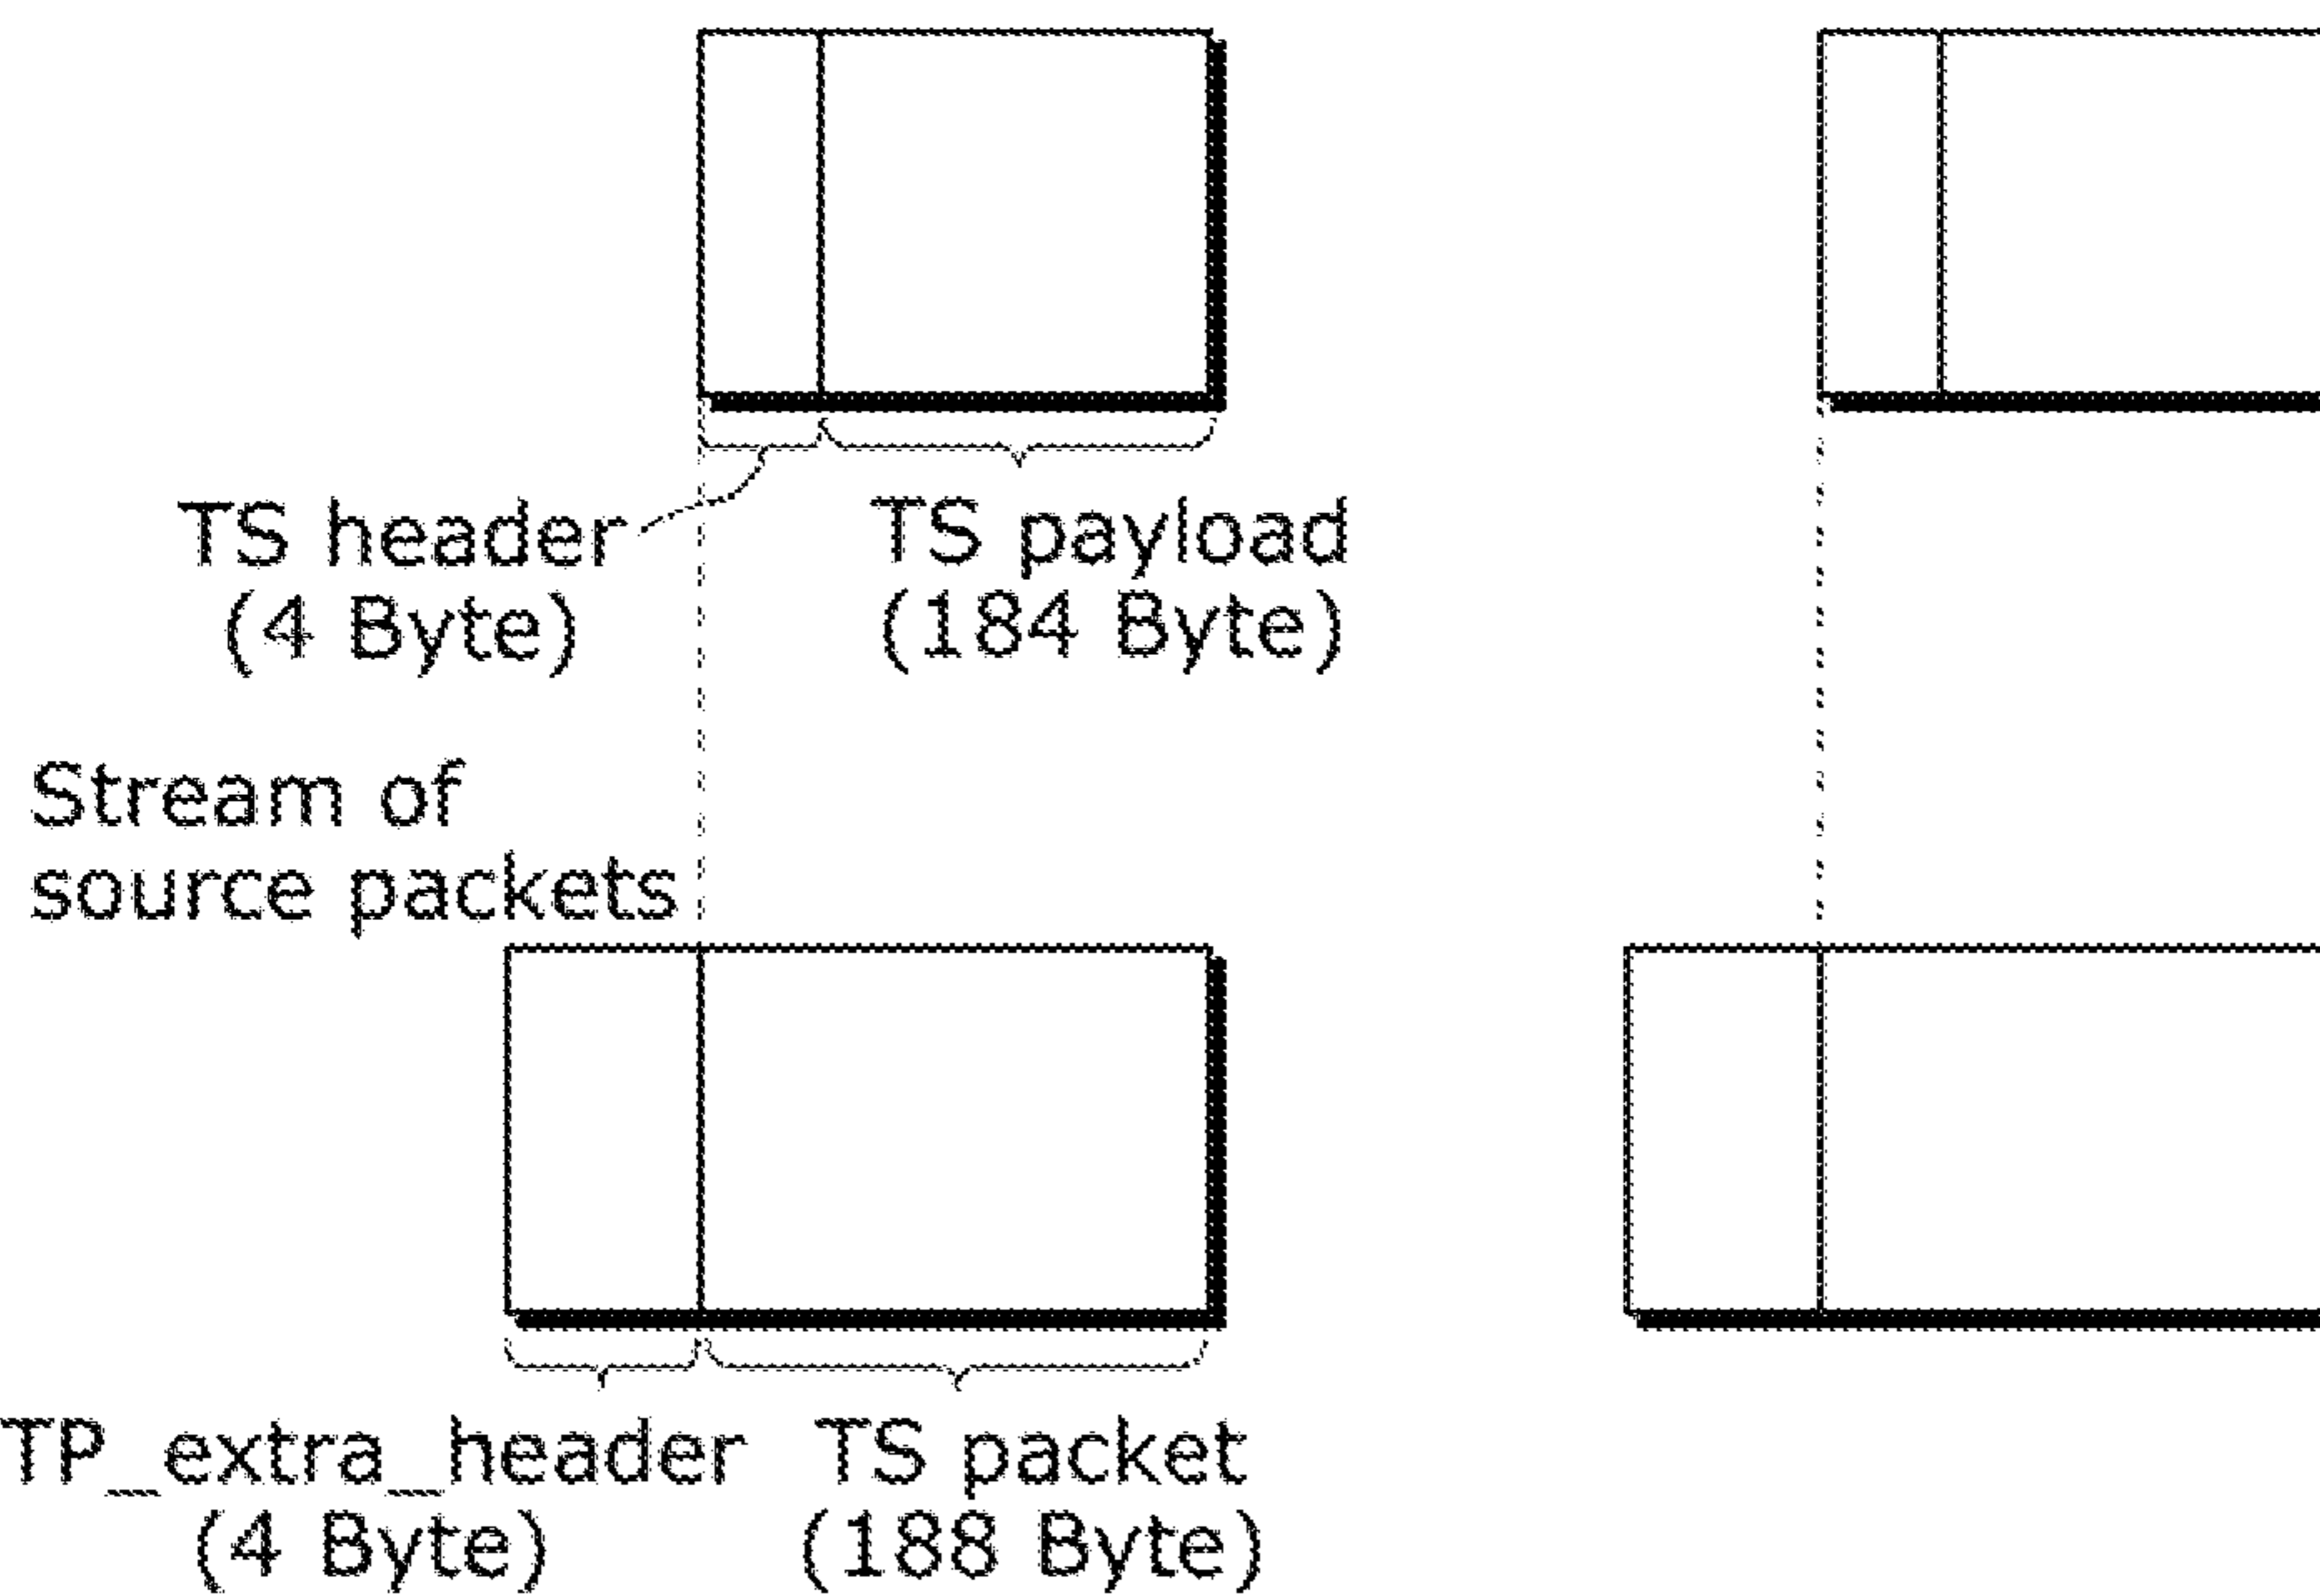 TS header
(4 Byte)
TS payload
(184 Byte)
Stream of
source packets
TP_extra_header
(4 Byte)
TS packet
(188 Byte)